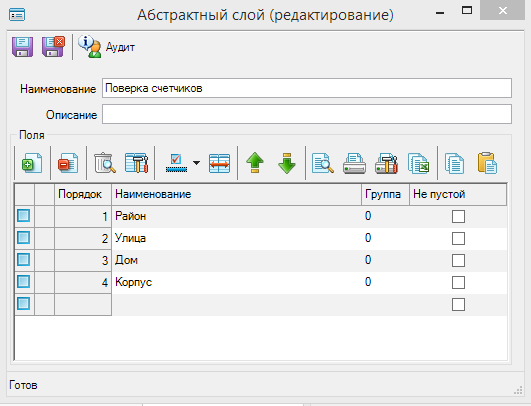 Абстрактный слой (редактирование)
Аудит
Наименование Поверка счетчиков
Описание
Поля
Порядок Наименование Группа Не пустой
1 Район 0
2 Улица 0
3 Дом 0
4 Корпус 0
Готов